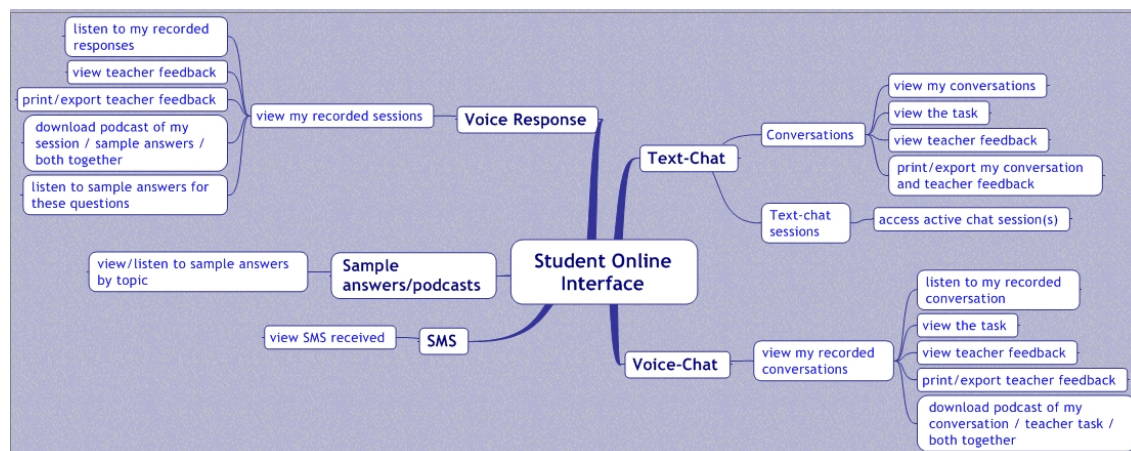 listen to my recorded
responses
view teacher feedback
print/export teacher feedback
download podcast of my
session / sample answers /
both together
listen to sample answers for
these questions
view my recorded sessions
Voice Response
view/listen to sample answers
by topic
Sample
answers/podcasts
view SMS received
SMS
Student Online
Interface
Text-Chat
Conversations
view my conversations
view the task
view teacher feedback
print/export my conversation
and teacher feedback
Text-chat
sessions
access active chat session(s)
Voice-Chat
view my recorded
conversations
listen to my recorded
conversation
view the task
view teacher feedback
print/export teacher feedback
download podcast of my
conversation / teacher task /
both together